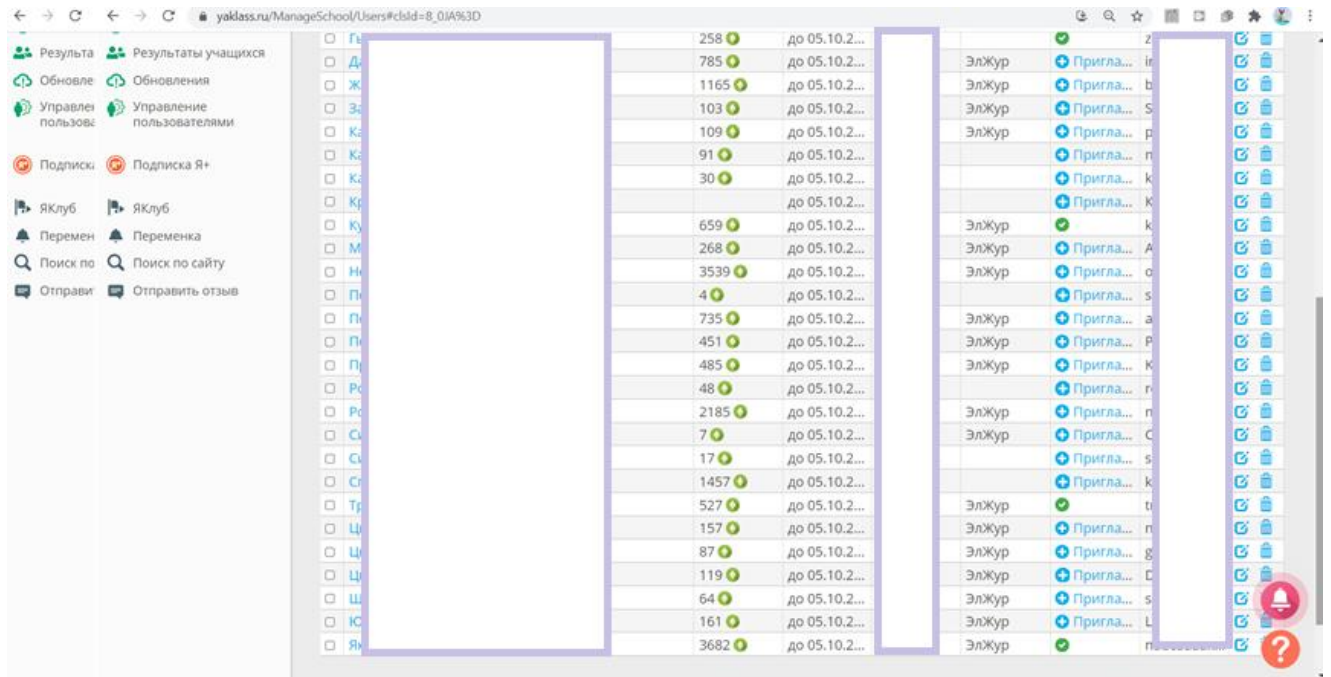 yaklass.ru/ManageSchool/Users#clsId=8_0JA%3D
Результа Результаты учащихся
Обновле Обновления
Управлен Управление
пользова пользователями
Подписка Подписка Я+
ЯКлуб ЯКлуб
Перемен Переменка
Поиск по Поиск по сайту
Отправи Отправить отзыв
258 до 05.10.2...
785 до 05.10.2... ЭлЖур Пригла...
1165 до 05.10.2... ЭлЖур Пригла...
103 до 05.10.2... ЭлЖур Пригла...
109 до 05.10.2... ЭлЖур Пригла...
91 до 05.10.2... Пригла...
30 до 05.10.2... Пригла...
до 05.10.2... Пригла...
659 до 05.10.2... ЭлЖур
268 до 05.10.2... ЭлЖур Пригла...
3539 до 05.10.2... ЭлЖур Пригла...
4 до 05.10.2... Пригла...
735 до 05.10.2... ЭлЖур Пригла...
451 до 05.10.2... ЭлЖур Пригла...
485 до 05.10.2... ЭлЖур Пригла...
48 до 05.10.2... Пригла...
2185 до 05.10.2... ЭлЖур Пригла...
7 до 05.10.2... ЭлЖур Пригла...
17 до 05.10.2... Пригла...
1457 до 05.10.2... Пригла...
527 до 05.10.2... ЭлЖур
157 до 05.10.2... ЭлЖур Пригла...
87 до 05.10.2... ЭлЖур Пригла...
119 до 05.10.2... ЭлЖур Пригла...
64 до 05.10.2... ЭлЖур Пригла...
161 до 05.10.2... ЭлЖур Пригла...
3682 до 05.10.2... ЭлЖур